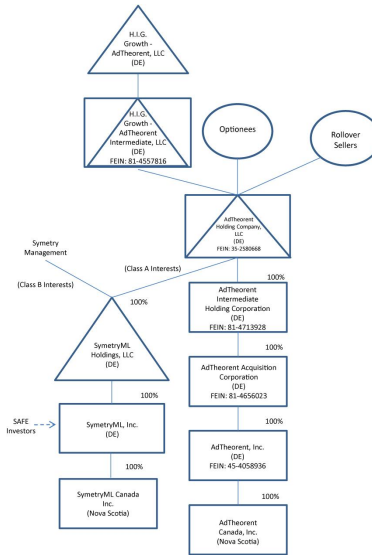 H.I.G.
Growth -
AdTheorent, LLC
(DE)
H.I.G.
Growth -
AdTheorent
Intermediate, LLC
(DE)
FEIN: 81-4557816
Optionees
Rollover
Sellers
AdTheorent
Holding Company,
LLC
(DE)
FEIN: 35-2580668
Symetry
Management
(Class A Interests)
100%
(Class B Interests)
100%
AdTheorent
Intermediate
Holding Corporation
(DE)
FEIN: 81-4713928
SymetryML
Holdings, LLC
(DE)
100%
AdTheorent Acquisition
Corporation
(DE)
FEIN: 81-4656023
100%
100%
SAFE
Investors
SymetryML, Inc.
(DE)
AdTheorent, Inc.
(DE)
FEIN: 45-4058936
100%
100%
SymetryML Canada
Inc.
(Nova Scotia)
AdTheorent
Canada, Inc.
(Nova Scotia)